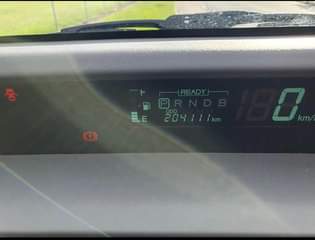 READY
F
P R N D B
0 km/h
ODO
E 204111 km